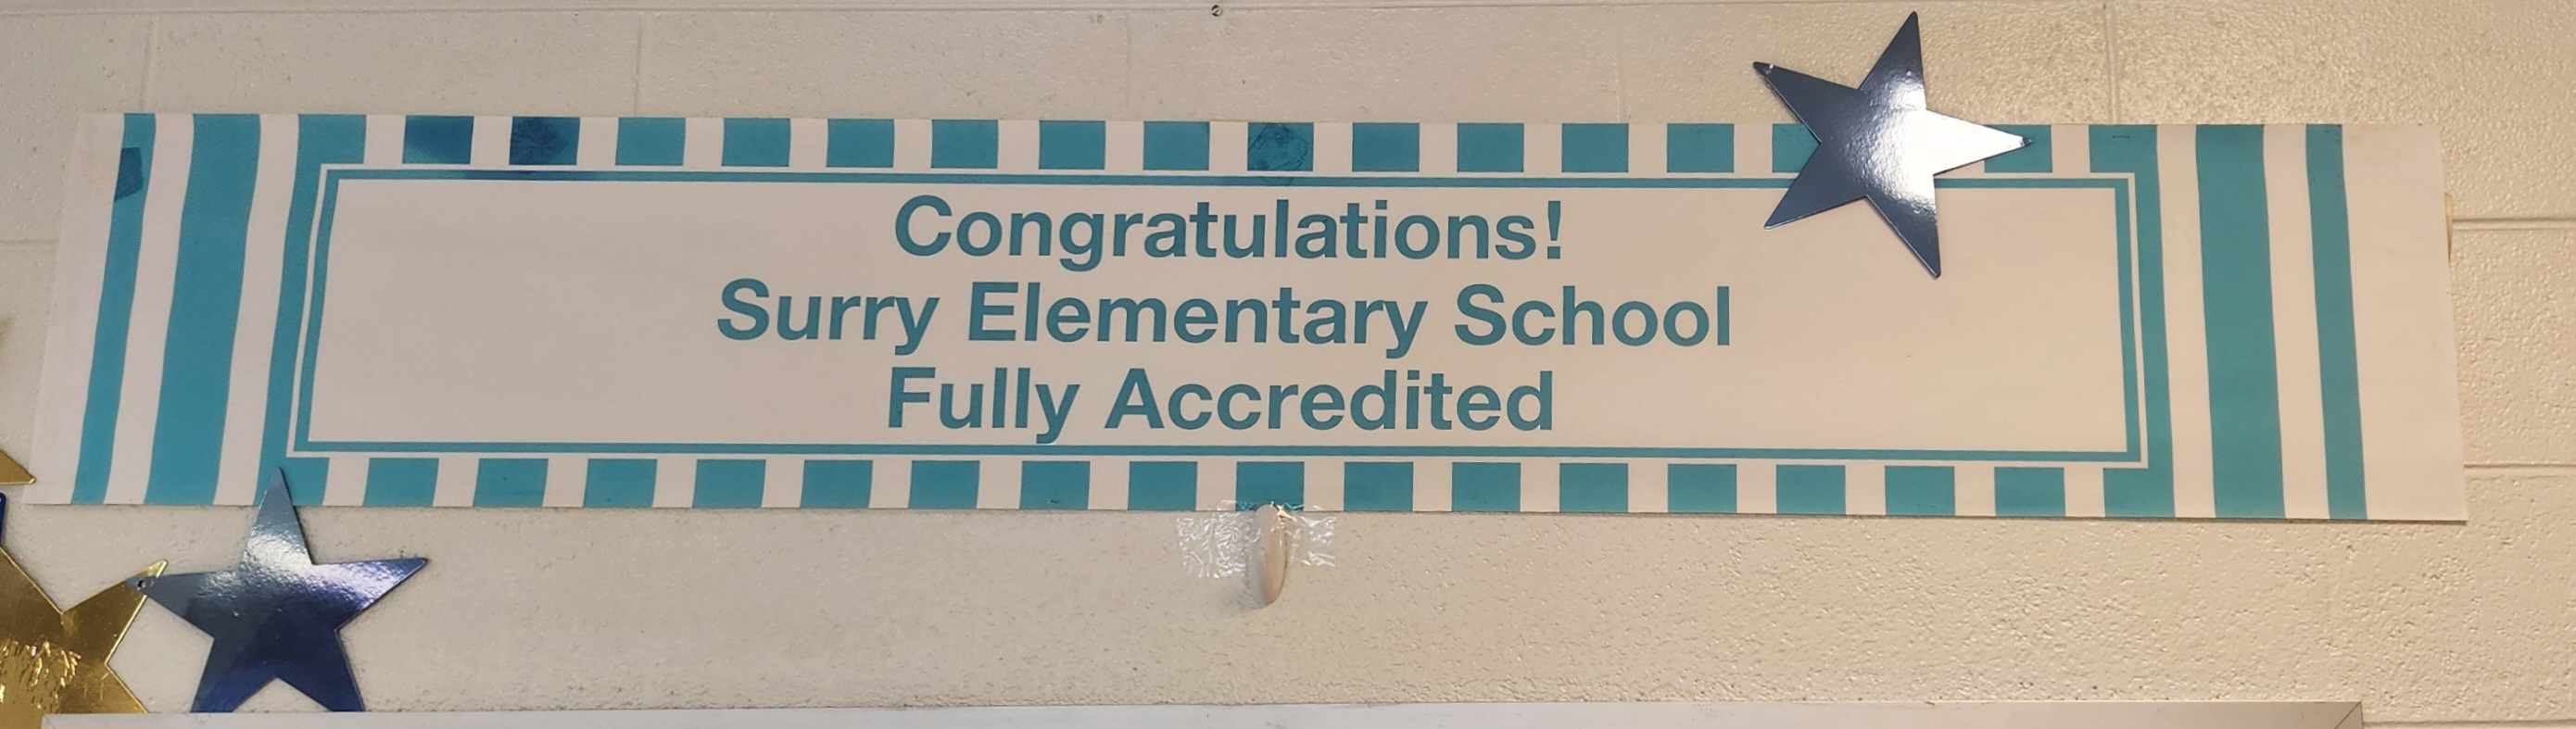 Congratulations!
Surry Elementary School
Fully Accredited